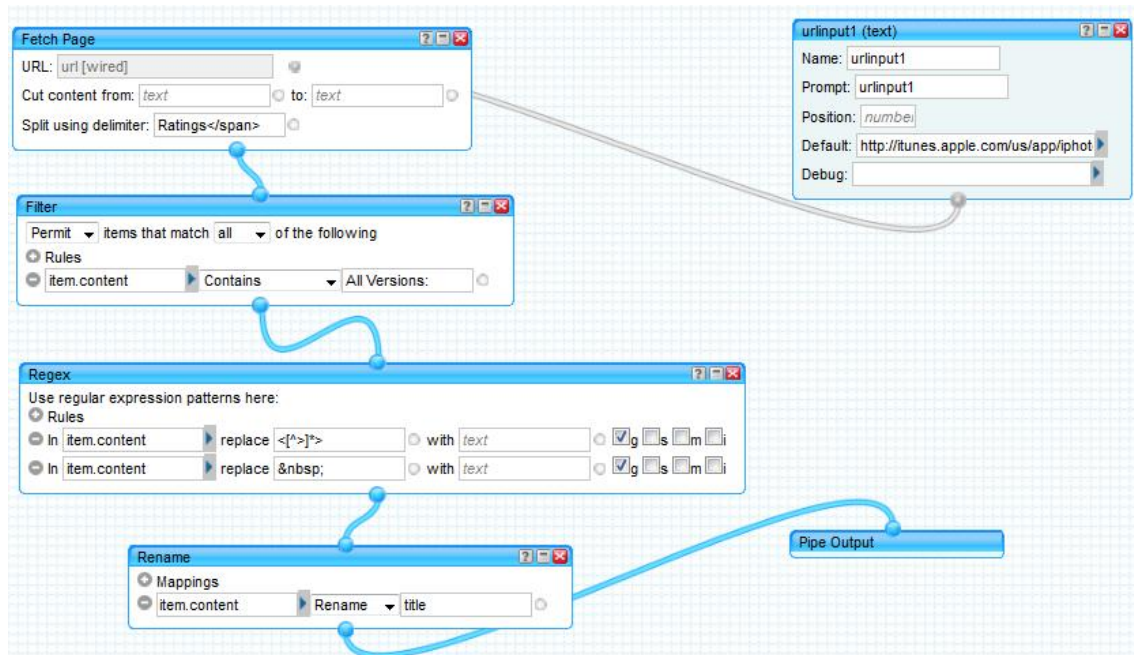 Fetch Page
URL: url [wired]
Cut content from: text to: text
Split using delimiter: Ratings</span>
urlinput1 (text)
Name: urlinput1
Prompt: urlinput1
Position: number
Default: http://itunes.apple.com/us/app/iphot
Debug:
Filter
Permit items that match all of the following
Rules
item.content Contains All Versions:
Regex
Use regular expression patterns here:
Rules
In item.content replace <[^>]*> with text g s m i
In item.content replace &nbsp; with text g s m i
Rename
Mappings
item.content Rename title
Pipe Output